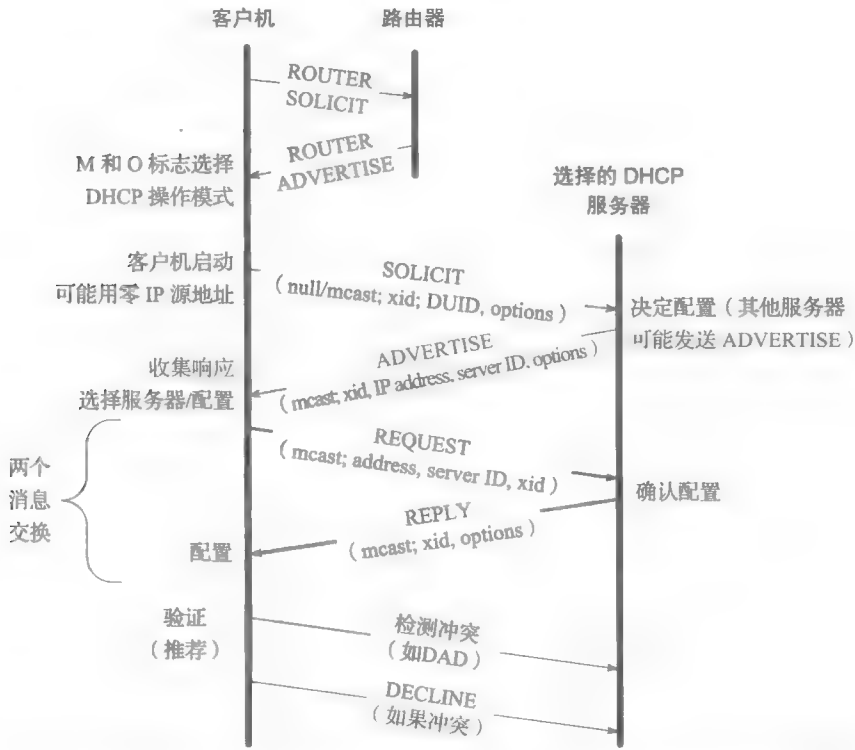 客户机
路由器
ROUTER
SOLICIT
ROUTER
ADVERTISE
M 和 O 标志选择
DHCP 操作模式
选择的 DHCP
服务器
客户机启动
可能用零 IP 源地址
SOLICIT
（null/mcast; xid; DUID, options）
决定配置（其他服务器
可能发送 ADVERTISE）
ADVERTISE
（mcast; xid, IP address. server ID. options）
收集响应
选择服务器/配置
两个
消息
交换
REQUEST
（mcast; address, server ID, xid）
确认配置
REPLY
（mcast; xid, options）
配置
验证
（推荐）
检测冲突
（如DAD）
DECLINE
（如果冲突）